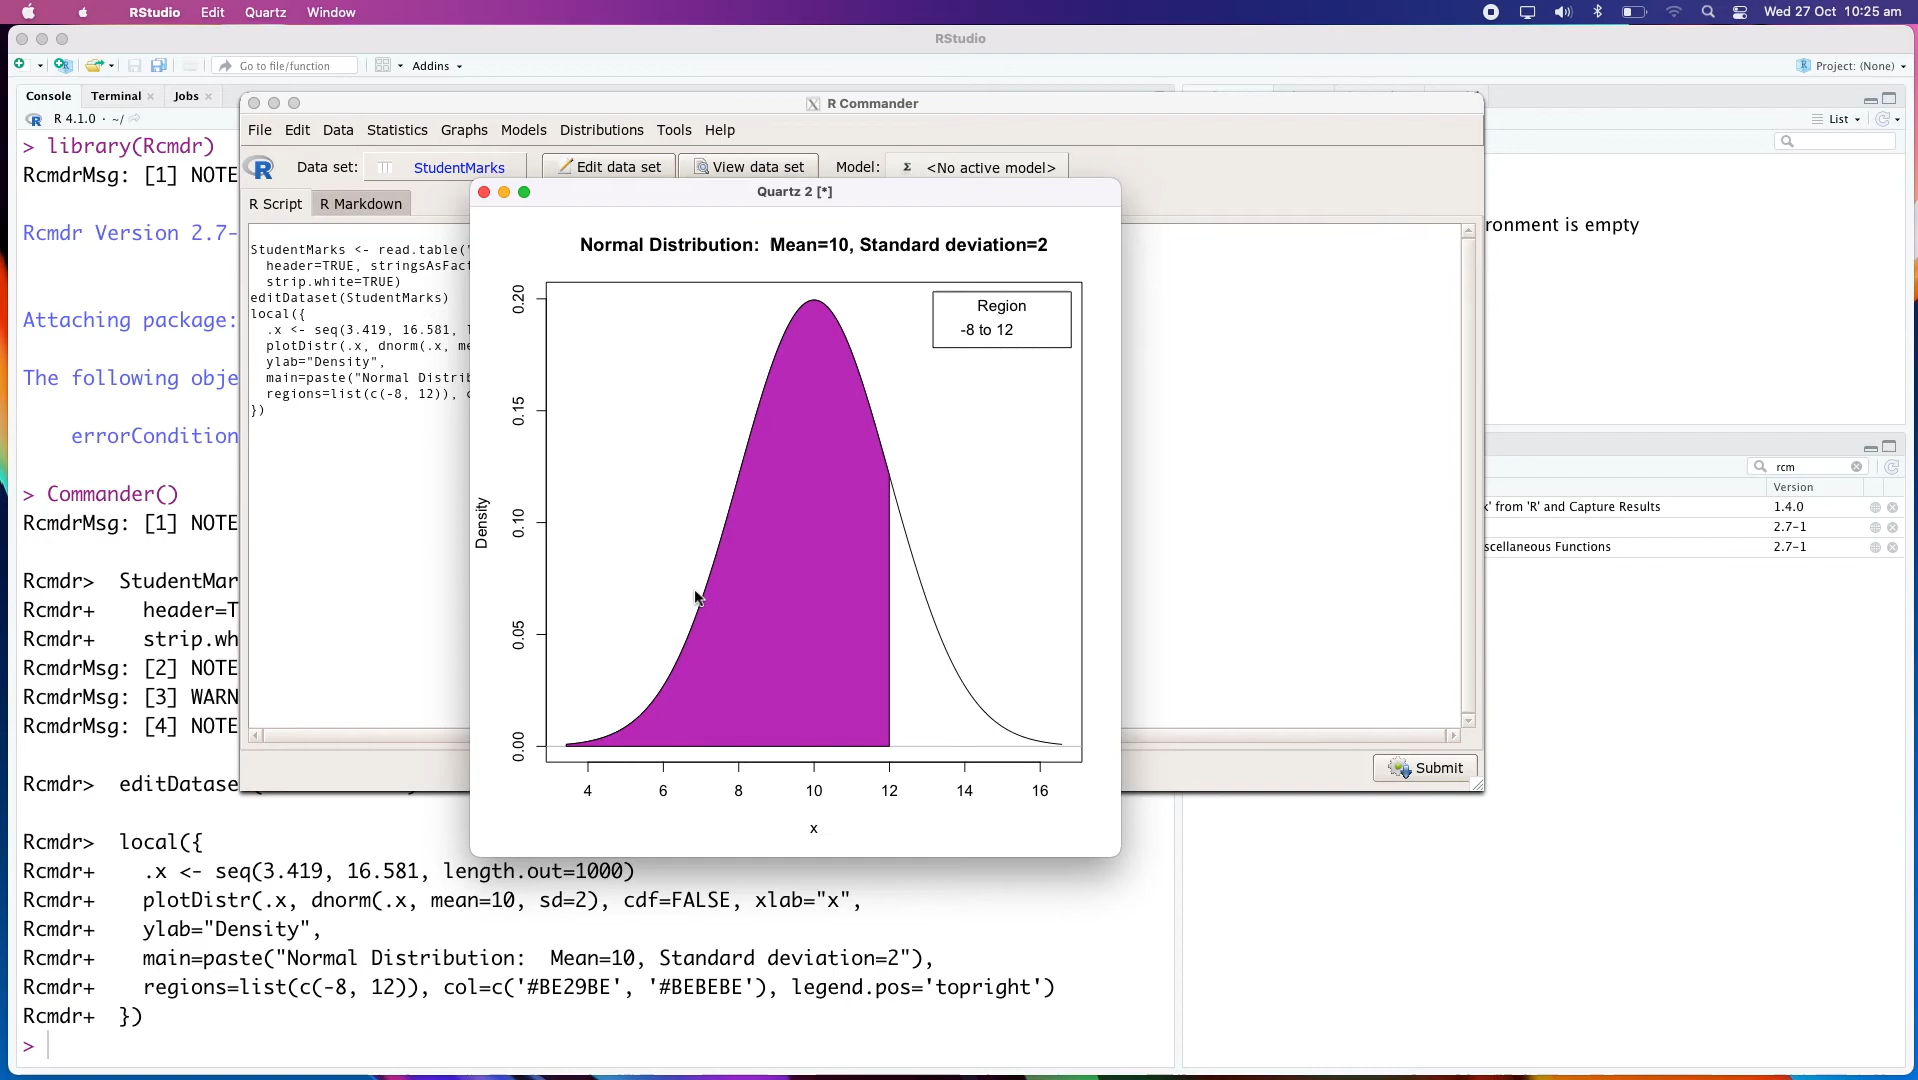 RStudio Edit Quartz Window Wed 27 Oct 10:25 am
RStudio
Go to file/function Addins Project: (None)
Console Terminal Jobs
R 4.1.0 · ~/
> library(Rcmdr)
RcmdrMsg: [1] NOTE
Rcmdr Version 2.7-
Attaching package:
The following obje
errorCondition
> Commander()
RcmdrMsg: [1] NOTE
Rcmdr> StudentMar
Rcmdr+ header=T
Rcmdr+ strip.wh
RcmdrMsg: [2] NOTE
RcmdrMsg: [3] WARN
RcmdrMsg: [4] NOTE
Rcmdr> editDatase
Rcmdr> local({
Rcmdr+ .x <- seq(3.419, 16.581, length.out=1000)
Rcmdr+ plotDistr(.x, dnorm(.x, mean=10, sd=2), cdf=FALSE, xlab="x",
Rcmdr+ ylab="Density",
Rcmdr+ main=paste("Normal Distribution:  Mean=10, Standard deviation=2"),
Rcmdr+ regions=list(c(-8, 12)), col=c('#BE29BE', '#BEBEBE'), legend.pos='topright')
Rcmdr+ })
>
R Commander
File Edit Data Statistics Graphs Models Distributions Tools Help
R Data set: StudentMarks Edit data set View data set Model: Σ <No active model>
R Script R Markdown
StudentMarks <- read.table("
header=TRUE, stringsAsFact
strip.white=TRUE)
editDataset(StudentMarks)
local({
.x <- seq(3.419, 16.581, l
plotDistr(.x, dnorm(.x, me
ylab="Density",
main=paste("Normal Distrib
regions=list(c(-8, 12)), c
})
Submit
Quartz 2 [*]
Normal Distribution:  Mean=10, Standard deviation=2
Region
-8 to 12
Density
0.20
0.15
0.10
0.05
0.00
4 6 8 10 12 14 16
x
List
ronment is empty
rcm
Version
k' from 'R' and Capture Results 1.4.0
2.7-1
scellaneous Functions 2.7-1